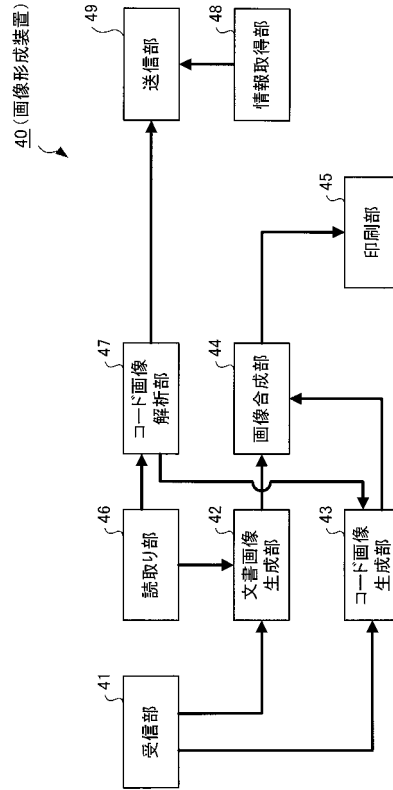 40(画像形成装置)
41
受信部
46
読取り部
42
文書画像
生成部
43
コード画像
生成部
47
コード画像
解析部
44
画像合成部
45
印刷部
49
送信部
48
情報取得部